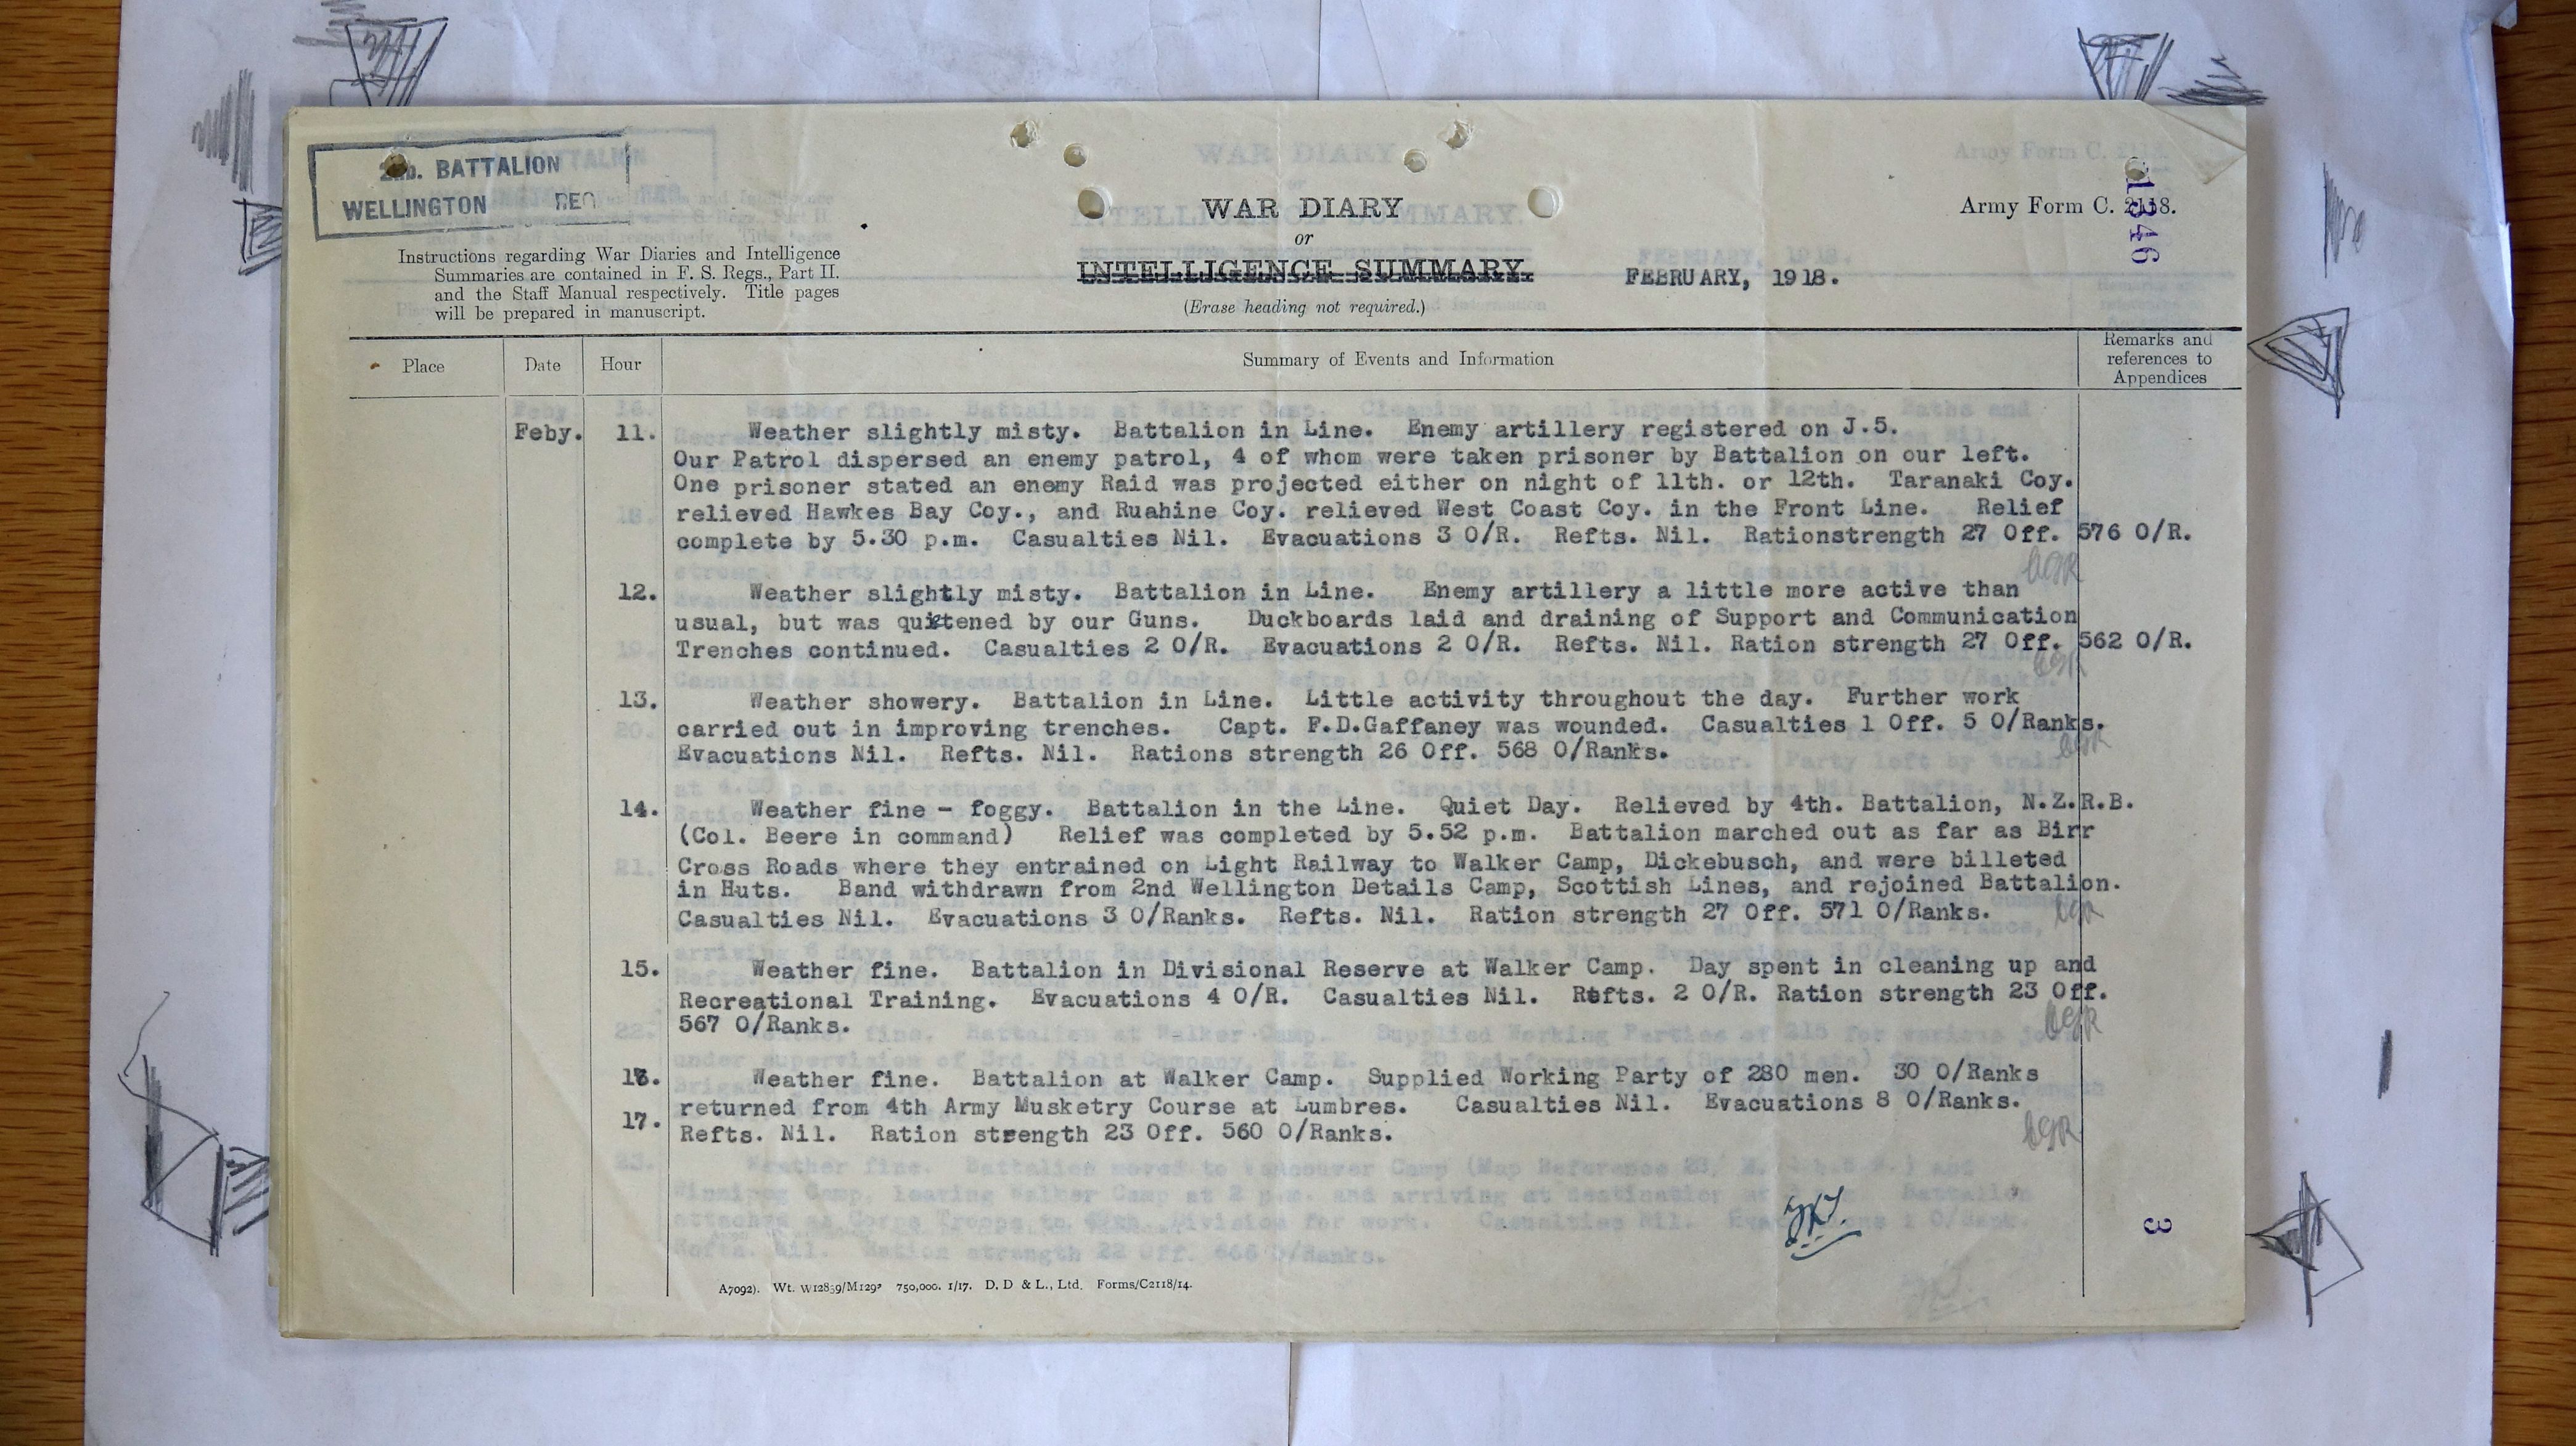 2nd. BATTALION
WELLINGTON REG
WAR DIARY
or
INTELLIGENCE SUMMARY.
(Erase heading not required.)
FEBRUARY, 1918.
Army Form C. 2118.
1346
Instructions regarding War Diaries and Intelligence
Summaries are contained in F. S. Regs., Part II.
and the Staff Manual respectively. Title pages
will be prepared in manuscript.
Place Date Hour Summary of Events and Information Remarks and references to Appendices
Feby. 11. Weather slightly misty. Battalion in Line. Enemy artillery registered on J.5.
Our Patrol dispersed an enemy patrol, 4 of whom were taken prisoner by Battalion on our left.
One prisoner stated an enemy Raid was projected either on night of 11th. or 12th. Taranaki Coy.
relieved Hawkes Bay Coy., and Ruahine Coy. relieved West Coast Coy. in the Front Line. Relief
complete by 5.30 p.m. Casualties Nil. Evacuations 3 O/R. Refts. Nil. Rationstrength 27 Off. 576 O/R.
12. Weather slightly misty. Battalion in Line. Enemy artillery a little more active than
usual, but was quietened by our Guns. Duckboards laid and draining of Support and Communication
Trenches continued. Casualties 2 O/R. Evacuations 2 O/R. Refts. Nil. Ration strength 27 Off. 562 O/R.
13. Weather showery. Battalion in Line. Little activity throughout the day. Further work
carried out in improving trenches. Capt. F.D.Gaffaney was wounded. Casualties 1 Off. 5 O/Ranks.
Evacuations Nil. Refts. Nil. Rations strength 26 Off. 568 O/Ranks.
14. Weather fine - foggy. Battalion in the Line. Quiet Day. Relieved by 4th. Battalion, N.Z.R.B.
(Col. Beere in command) Relief was completed by 5.52 p.m. Battalion marched out as far as Birr
Cross Roads where they entrained on Light Railway to Walker Camp, Dickebusch, and were billeted
in Huts. Band withdrawn from 2nd Wellington Details Camp, Scottish Lines, and rejoined Battalion.
Casualties Nil. Evacuations 3 O/Ranks. Refts. Nil. Ration strength 27 Off. 571 O/Ranks.
15. Weather fine. Battalion in Divisional Reserve at Walker Camp. Day spent in cleaning up and
Recreational Training. Evacuations 4 O/R. Casualties Nil. Refts. 2 O/R. Ration strength 23 Off.
567 O/Ranks.
16. Weather fine. Battalion at Walker Camp. Supplied Working Party of 280 men. 30 O/Ranks
returned from 4th Army Musketry Course at Lumbres. Casualties Nil. Evacuations 8 O/Ranks.
17. Refts. Nil. Ration strength 23 Off. 560 O/Ranks.
3
A7092). Wt. W12859/M1293 750,000. 1/17. D. D & L., Ltd. Forms/C2118/14.